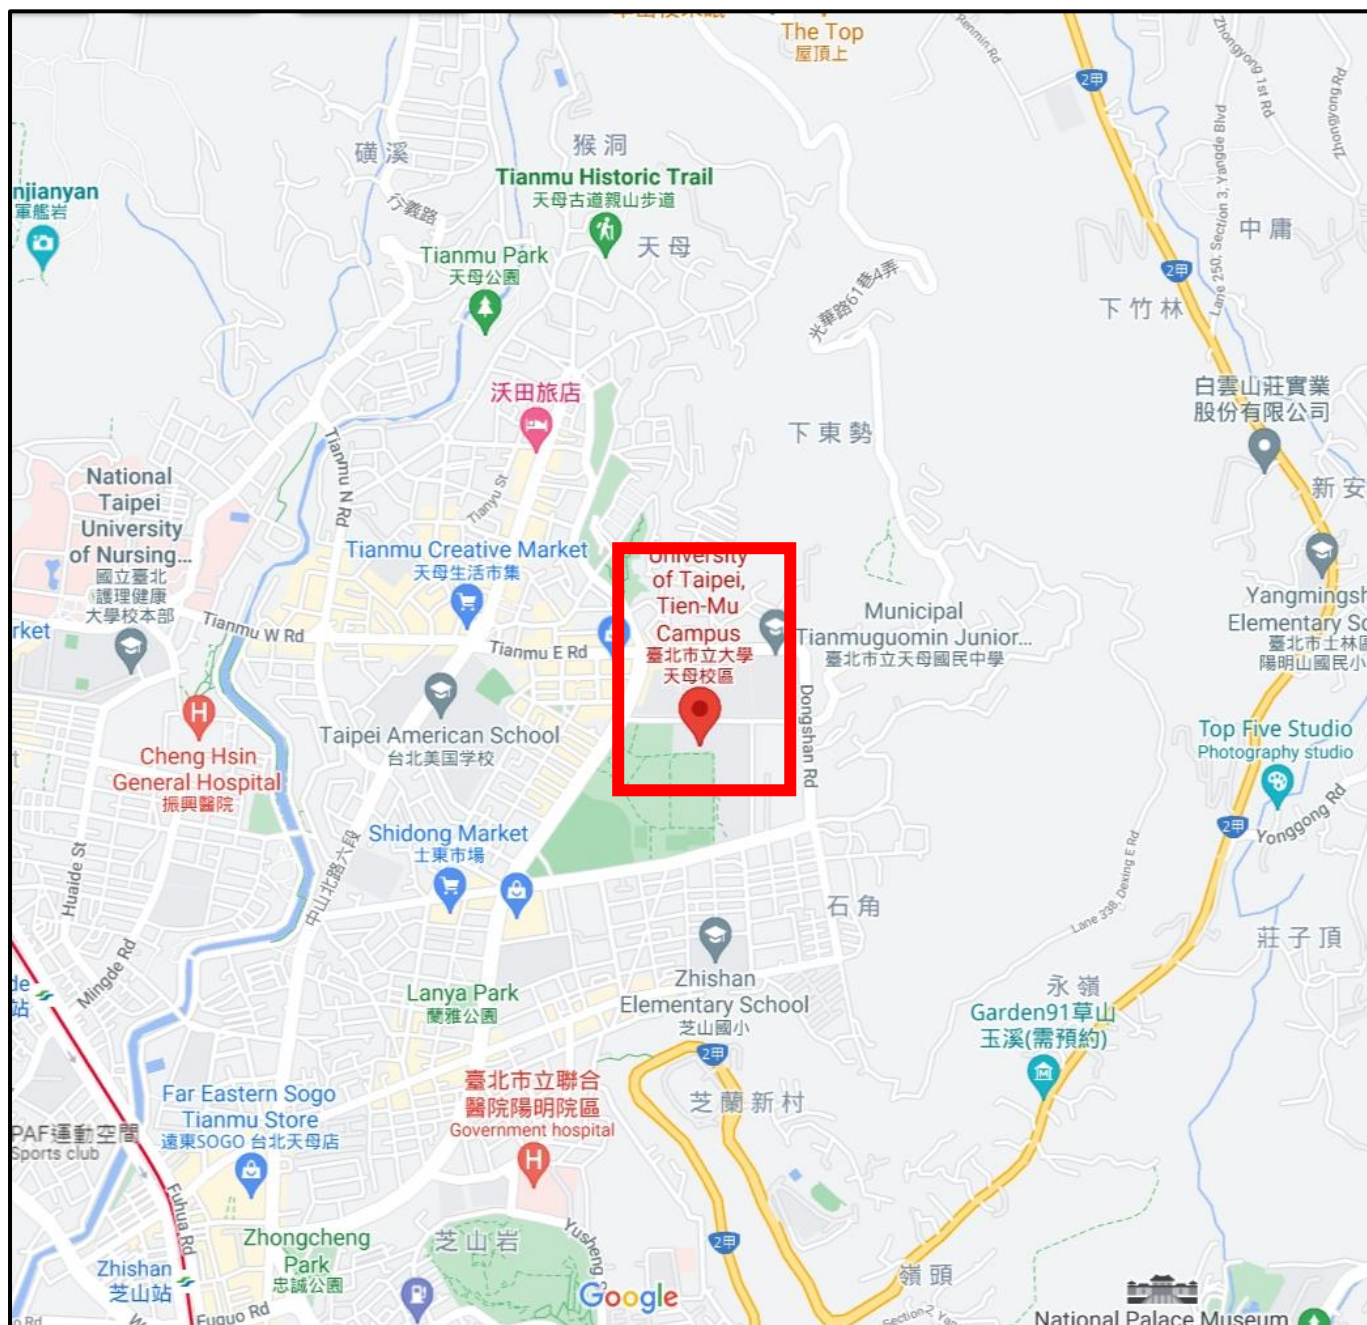 The Top
屋頂上
Renmin Rd
2甲
Zhongyong 1st Rd
Zhongyong Rd
Lane 250, Section 3, Yangde Blvd
磺溪
猴洞
行義路
Tianmu Historic Trail
天母古道親山步道
天母
njianyan
軍艦岩
Tianmu Park
天母公園
中庸
2甲
下竹林
光華路61巷4弄
沃田旅店
白雲山莊實業
股份有限公司
下東勢
Tianmu N Rd
Tianyu St
新安
National
Taipei
University
of Nursing...
國立臺北
護理健康
大學校本部
Tianmu Creative Market
天母生活市集
University
of Taipei,
Tien-Mu
Campus
臺北市立大學
天母校區
Municipal
Tianmuguomin Junior...
臺北市立天母國民中學
Yangmingsh
Elementary Sc
臺北市士林區
陽明山國民小
rket
Tianmu W Rd
Tianmu E Rd
Dongshan Rd
Taipei American School
台北美国学校
Cheng Hsin
General Hospital
振興醫院
Top Five Studio
Photography studio
Yonggong Rd
2甲
Shidong Market
士東市場
Huaide St
中山北路六段
Lane 338, Dexing E Rd
石角
莊子頂
Mingde Rd
de
站
Zhishan
Elementary School
芝山國小
Lanya Park
蘭雅公園
永嶺
Garden91草山
玉溪(需預約)
2甲
臺北市立聯合
醫院陽明院區
Government hospital
芝蘭新村
Far Eastern Sogo
Tianmu Store
遠東SOGO 台北天母店
PAF運動空間
Sports club
Fuhua Rd
Zhongcheng
Park
忠誠公園
芝山岩
Yusheng
2甲
Zhishan
芝山站
嶺頭
Google
Fuguo Rd
National Palace Museum